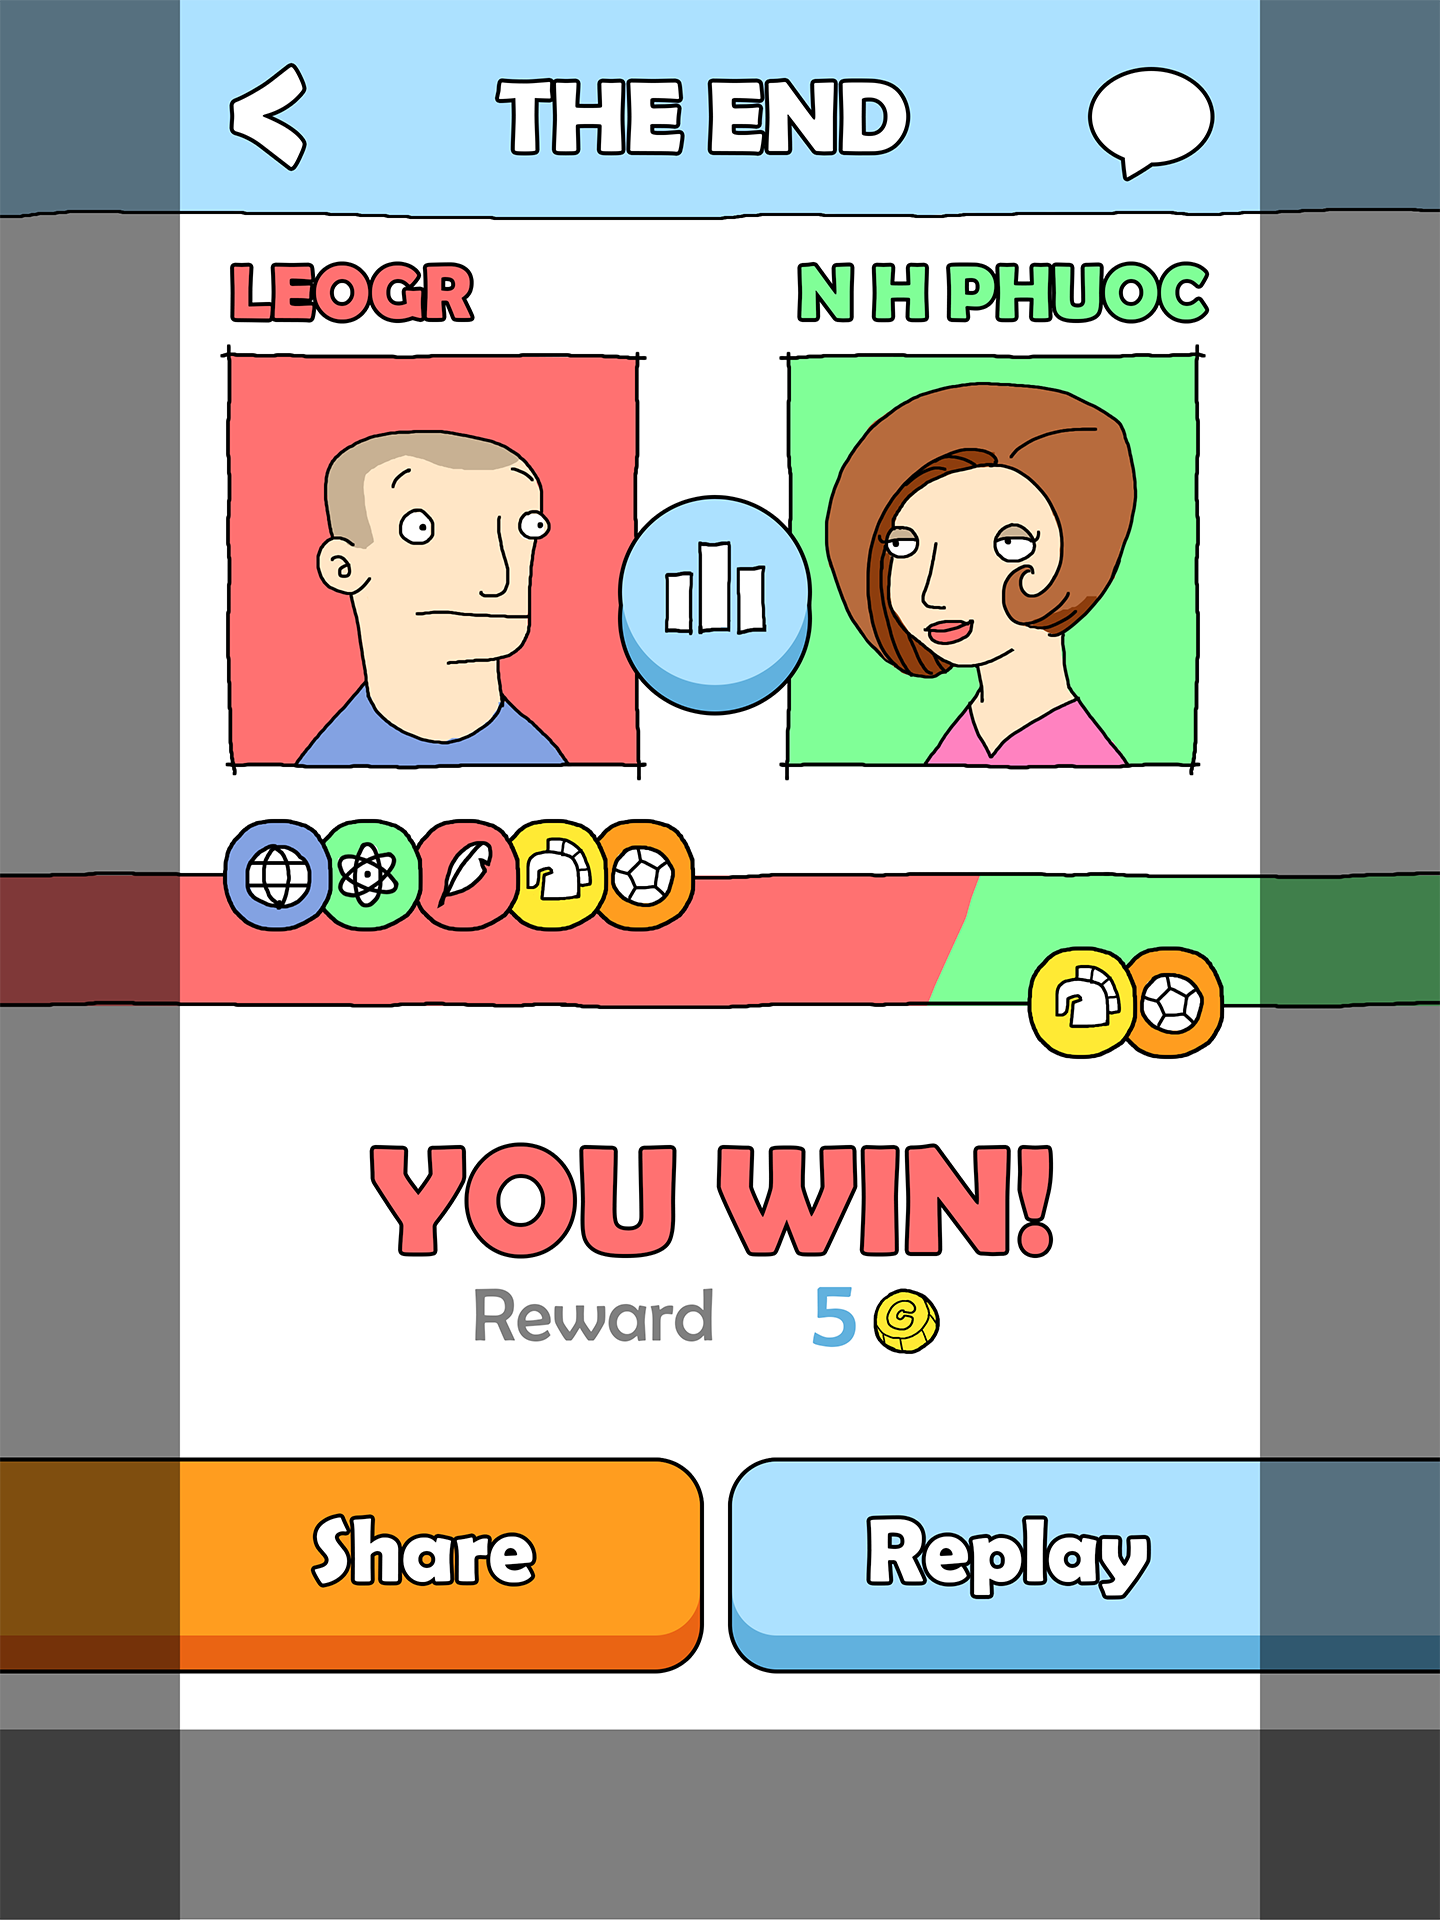 THE END
LEOGR
N H PHUOC
YOU WIN!
Reward 5 C
Share
Replay